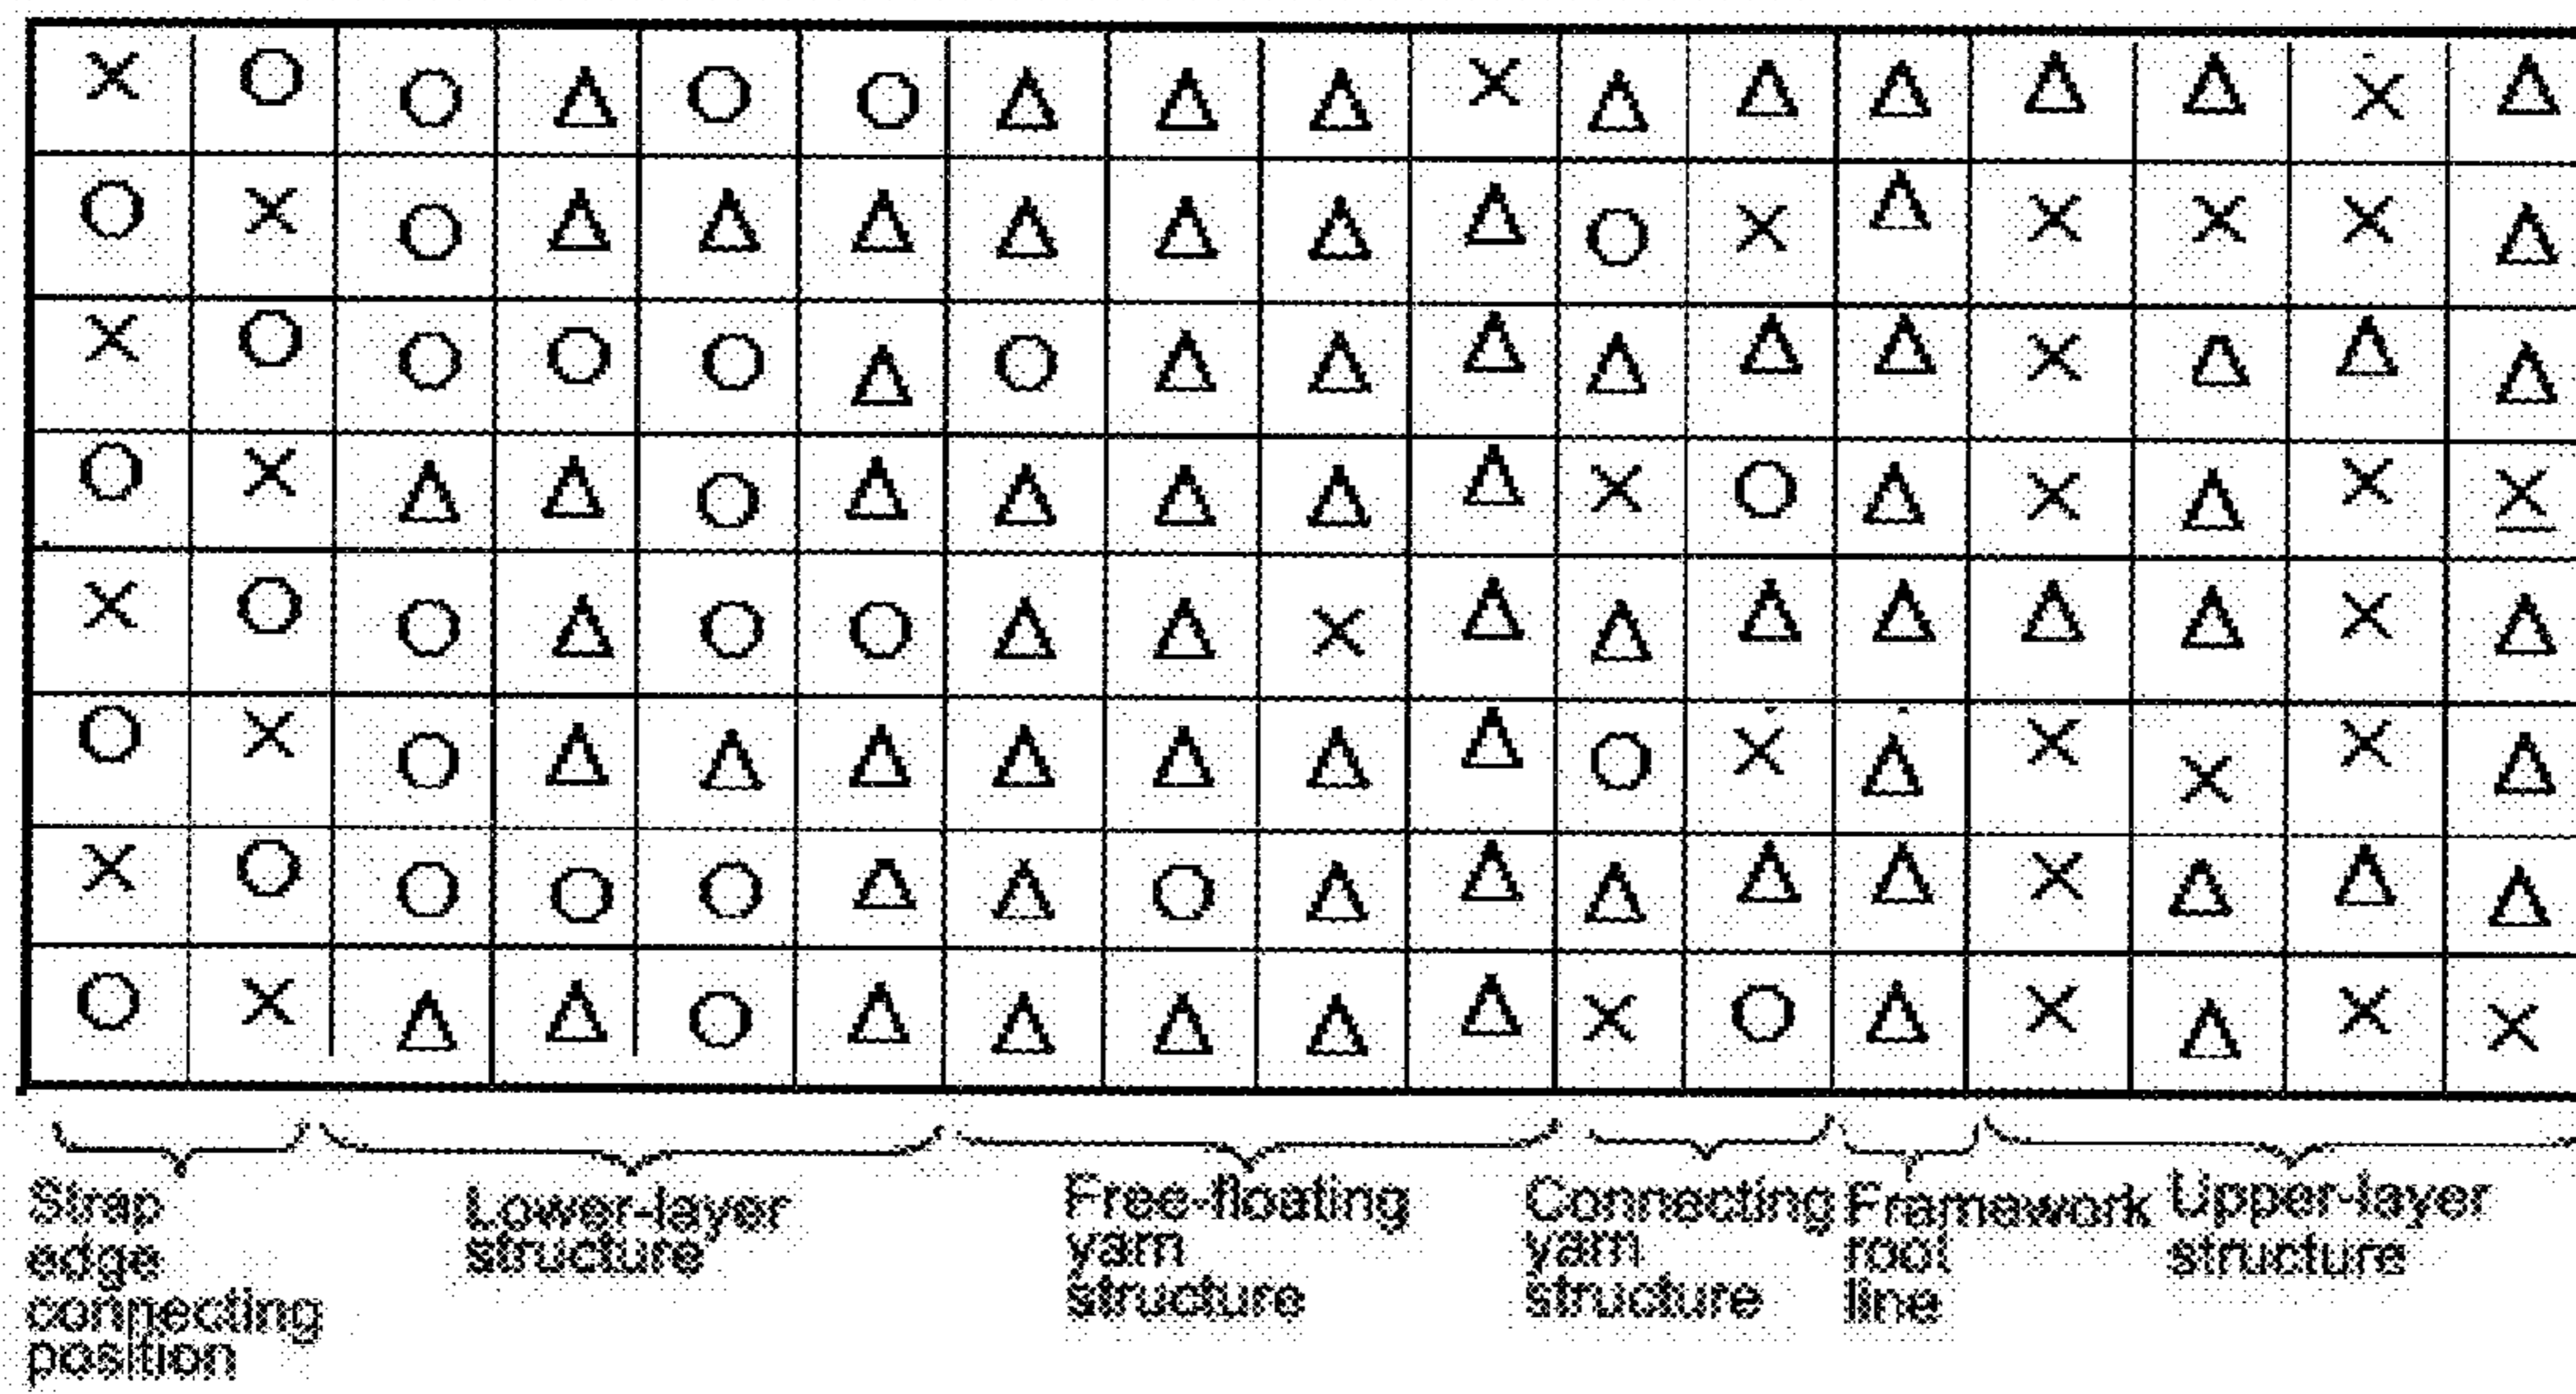 × ○ ○ △ ○ ○ △ △ △ × △ △ △ △ △ × △
○ × ○ △ △ △ △ △ △ △ ○ × △ × × × △
× ○ ○ ○ ○ △ ○ △ △ △ △ △ △ × △ △ △
○ × △ △ ○ △ △ △ △ △ × ○ △ × △ × ×
× ○ ○ △ ○ ○ △ △ × △ △ △ △ △ △ × △
○ × ○ △ △ △ △ △ △ △ ○ × △ × × × △
× ○ ○ ○ ○ △ △ ○ △ △ △ △ △ × △ △ △
○ × △ △ ○ △ △ △ △ △ × ○ △ × △ × ×
Strap
edge
connecting
position
Lower-layer
structure
Free-floating
yarn
structure
Connecting
yarn
structure
Framework
root
line
Upper-layer
structure